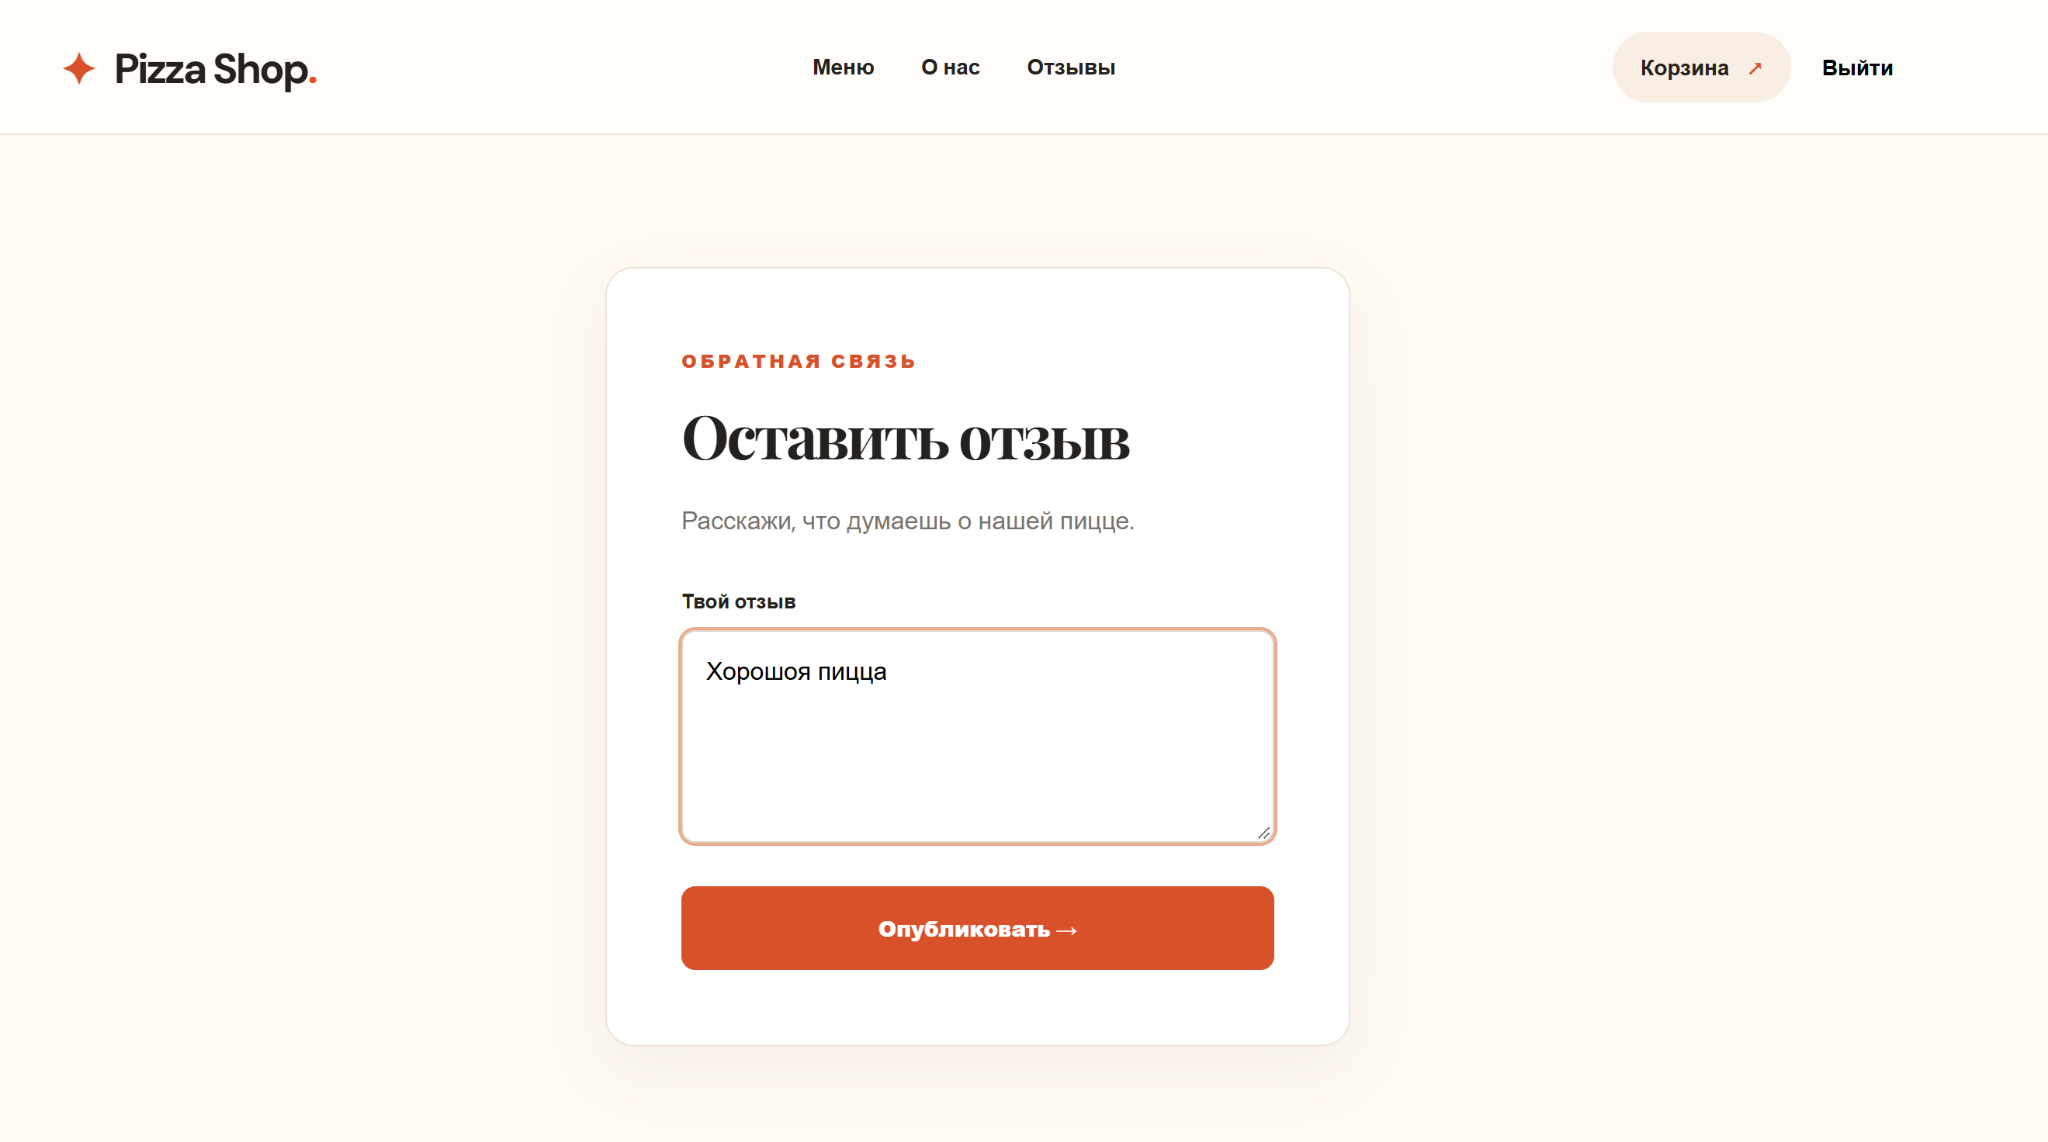 Pizza Shop.
Меню О нас Отзывы
Корзина ↗ Выйти
ОБРАТНАЯ СВЯЗЬ
Оставить отзыв
Расскажи, что думаешь о нашей пицце.
Твой отзыв
Хорошоя пицца
Опубликовать →